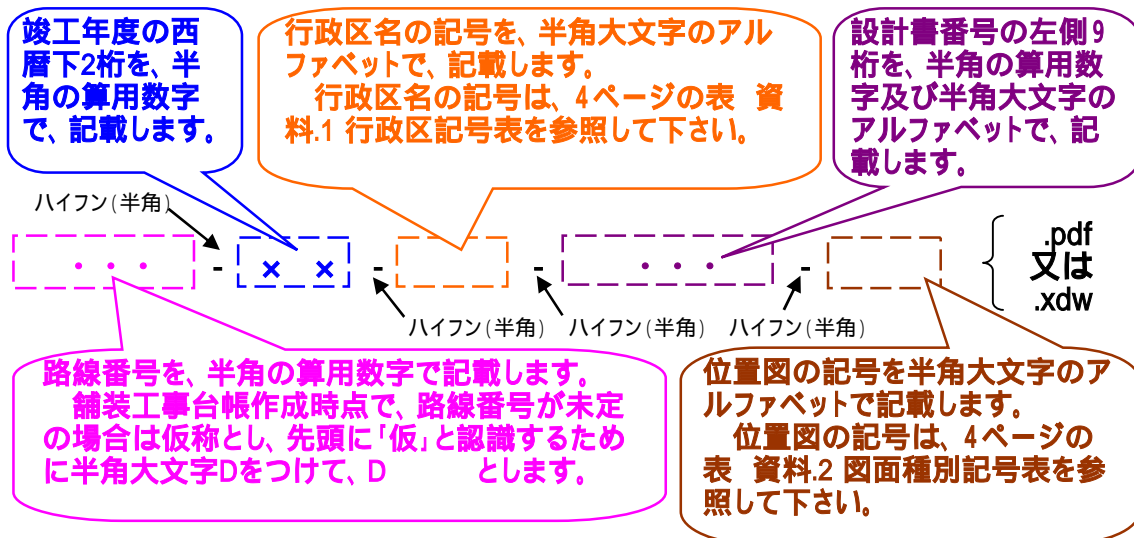 竣工年度の西
暦下2桁を、半
角の算用数字
で、記載します。
行政区名の記号を、半角大文字のアル
ファベットで、記載します。
行政区名の記号は、4ページの表 資
料.1 行政区記号表を参照して下さい。
設計書番号の左側9
桁を、半角の算用数
字及び半角大文字の
アルファベットで、記
載します。
ハイフン(半角)
・・・ - × × - - ・・・ -
.pdf
又は
.xdw
ハイフン(半角) ハイフン(半角) ハイフン(半角)
路線番号を、半角の算用数字で記載します。
舗装工事台帳作成時点で、路線番号が未定
の場合は仮称とし、先頭に「仮」と認識するため
に半角大文字Dをつけて、D とします。
位置図の記号を半角大文字のア
ルファベットで記載します。
位置図の記号は、4ページの
表 資料.2 図面種別記号表を参
照して下さい。